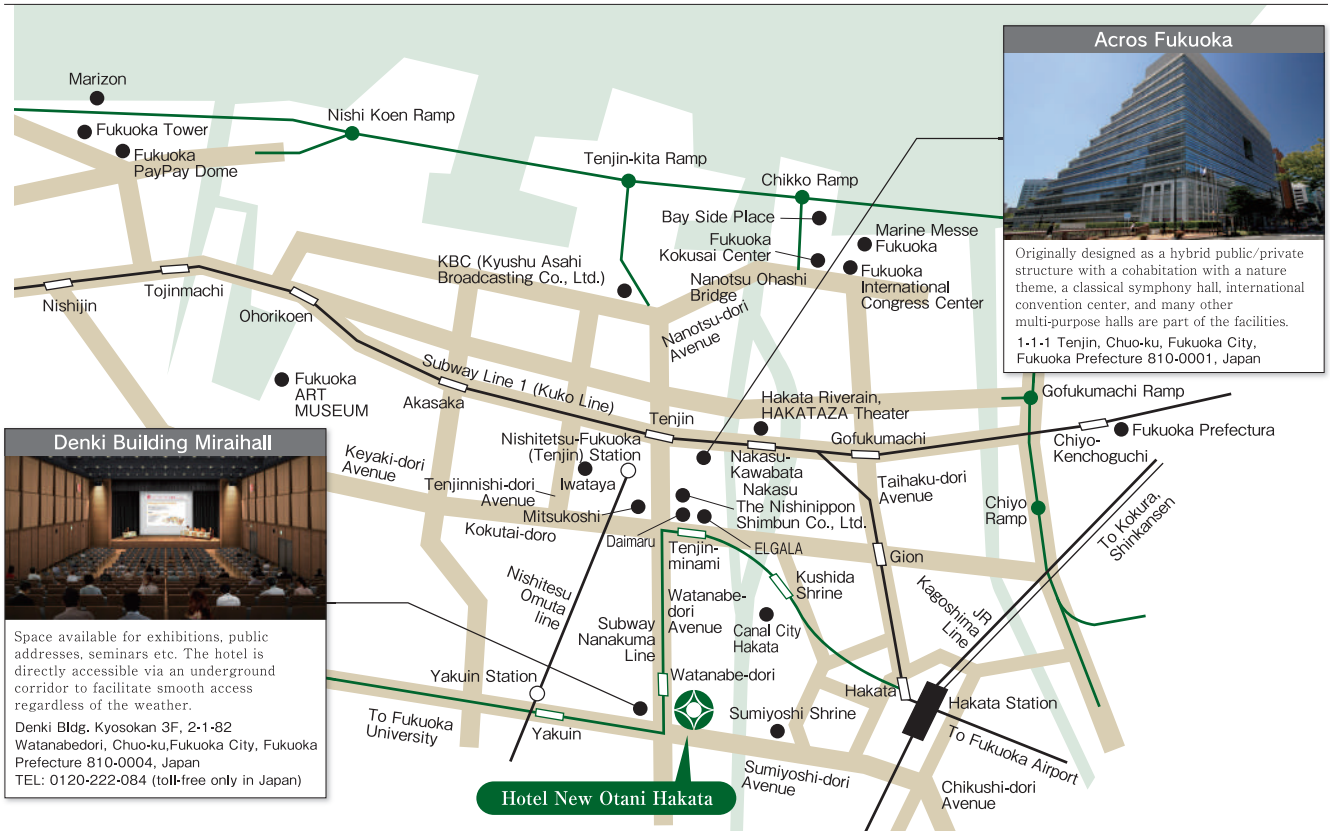 Marizon
Fukuoka Tower
Fukuoka
PayPay Dome
Nishi Koen Ramp
Tenjin-kita Ramp
Chikko Ramp
Bay Side Place
Fukuoka
Kokusai Center
Marine Messe
Fukuoka
Fukuoka
International
Congress Center
Nanotsu Ohashi
Bridge
Nanotsu-dori
Avenue
KBC (Kyushu Asahi
Broadcasting Co., Ltd.)
Acros Fukuoka
Originally designed as a hybrid public/private
structure with a cohabitation with a nature
theme, a classical symphony hall, international
convention center, and many other
multi-purpose halls are part of the facilities.
1-1-1 Tenjin, Chuo-ku, Fukuoka City,
Fukuoka Prefecture 810-0001, Japan
Nishijin
Tojinmachi
Ohorikoen
Subway Line 1 (Kuko Line)
Fukuoka
ART
MUSEUM
Akasaka
Tenjin
Hakata Riverain,
HAKATAZA Theater
Gofukumachi
Gofukumachi Ramp
Fukuoka Prefectura
Chiyo-
Kenchoguchi
Nishitetsu-Fukuoka
(Tenjin) Station
Iwataya
Nakasu-
Kawabata
Nakasu
The Nishinippon
Shimbun Co., Ltd.
Taihaku-dori
Avenue
Chiyo
Ramp
To Kokura,
Shinkansen
Keyaki-dori
Avenue
Tenjinnishi-dori
Avenue
Mitsukoshi
Kokutai-doro
Daimaru
ELGALA
Tenjin-
minami
Gion
Kushida
Shrine
JR
Kagoshima
Line
Nishitesu
Omuta
line
Watanabe-
dori
Avenue
Subway
Nanakuma
Line
Canal City
Hakata
Denki Building Miraihall
Space available for exhibitions, public
addresses, seminars etc. The hotel is
directly accessible via an underground
corridor to facilitate smooth access
regardless of the weather.
Denki Bldg. Kyosokan 3F, 2-1-82
Watanabedori, Chuo-ku,Fukuoka City, Fukuoka
Prefecture 810-0004, Japan
TEL: 0120-222-084 (toll-free only in Japan)
Yakuin Station
Watanabe-dori
Hakata
Hakata Station
To Fukuoka
University
Yakuin
Sumiyoshi Shrine
To Fukuoka Airport
Sumiyoshi-dori
Avenue
Chikushi-dori
Avenue
Hotel New Otani Hakata